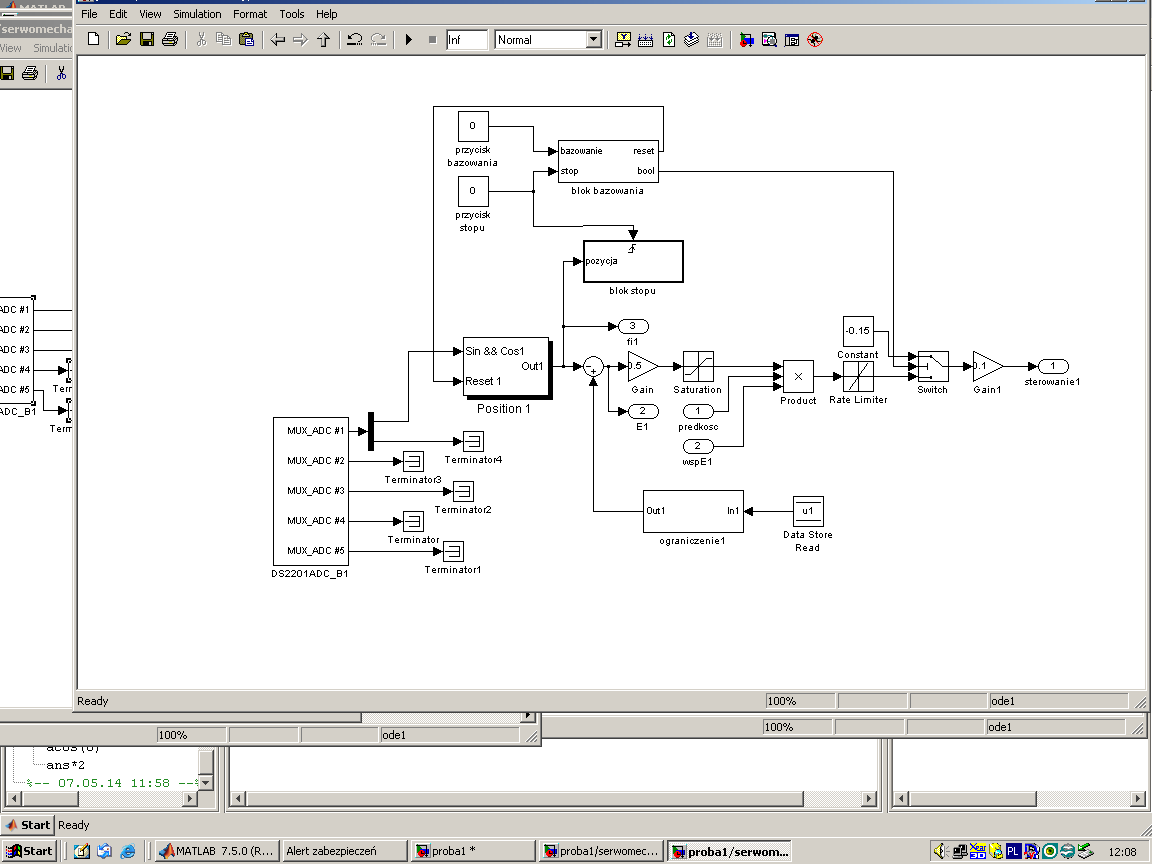 MATLAB
File Edit View Simulation Format Tools Help
Inf
Normal
serwomecha
View
Simulatio
0
przycisk
bazowania
0
przycisk
stopu
bazowanie
reset
stop
bool
blok bazowania
pozycja
blok stopu
3
fi1
-0.15
Constant
Sin && Cos1
Out1
Reset 1
Position 1
+
0.5
Gain
Saturation
×
Product
Rate Limiter
Switch
0.1
Gain1
1
sterowanie1
2
E1
1
predkosc
2
wspE1
MUX_ADC #1
MUX_ADC #2
MUX_ADC #3
MUX_ADC #4
MUX_ADC #5
DS2201ADC_B1
Terminator4
Terminator3
Terminator2
Terminator
Terminator1
Out1
In1
ograniczenie1
u1
Data Store
Read
ADC #1
ADC #2
ADC #3
ADC #4
ADC #5
Term
ADC_B1
Term
Ready
100%
ode1
100%
ode1
100%
ode1
acos(0)
ans*2
%-- 07.05.14 11:58 --%
Start
Ready
Start
MATLAB 7.5.0 (R...
Alert zabezpieczeń
proba1 *
proba1/serwomec...
proba1/serwom...
PL
12:08